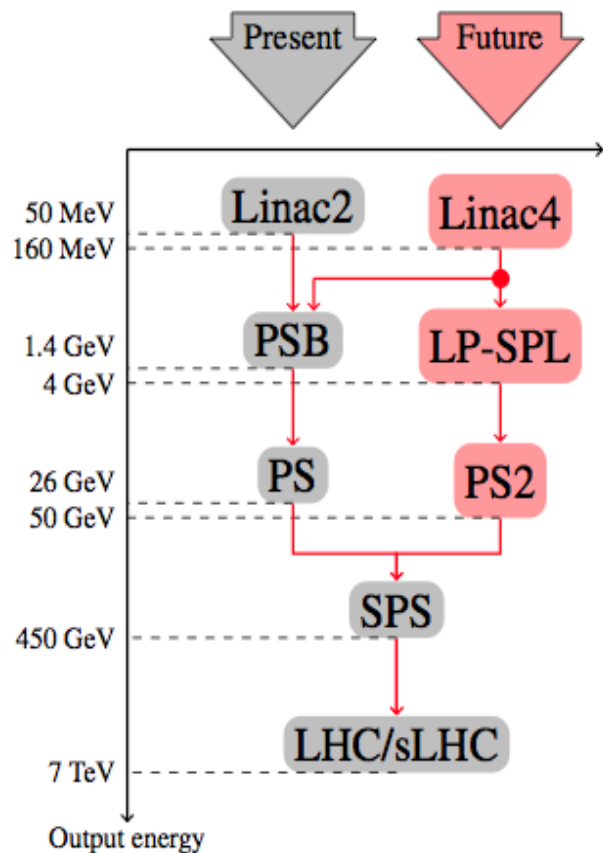 Present
Future
50 MeV
Linac2
Linac4
160 MeV
1.4 GeV
PSB
LP-SPL
4 GeV
26 GeV
PS
PS2
50 GeV
SPS
450 GeV
LHC/sLHC
7 TeV
Output energy